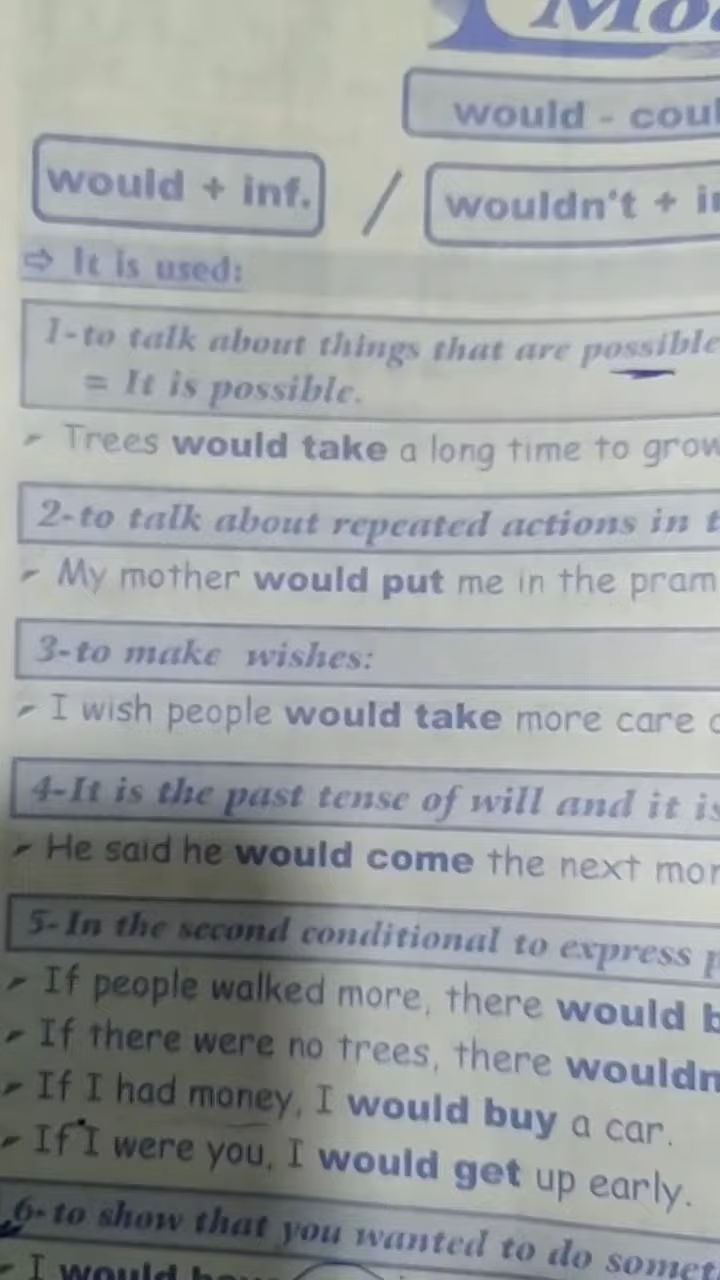 would -
would + inf. / wouldn't +
⇨ It is used:
1-to talk about things that are possible
= It is possible.
Trees would take a long time to grow
2-to talk about repeated actions in
My mother would put me in the pram
3-to make wishes:
I wish people would take more care
4-It is the past tense of will and it is
He said he would come the next
5-In the second conditional to express
If people walked more, there would
If there were no trees, there
If I had money, I would buy a car.
If I were you, I would get up early.
6-to show that you wanted to do
I would